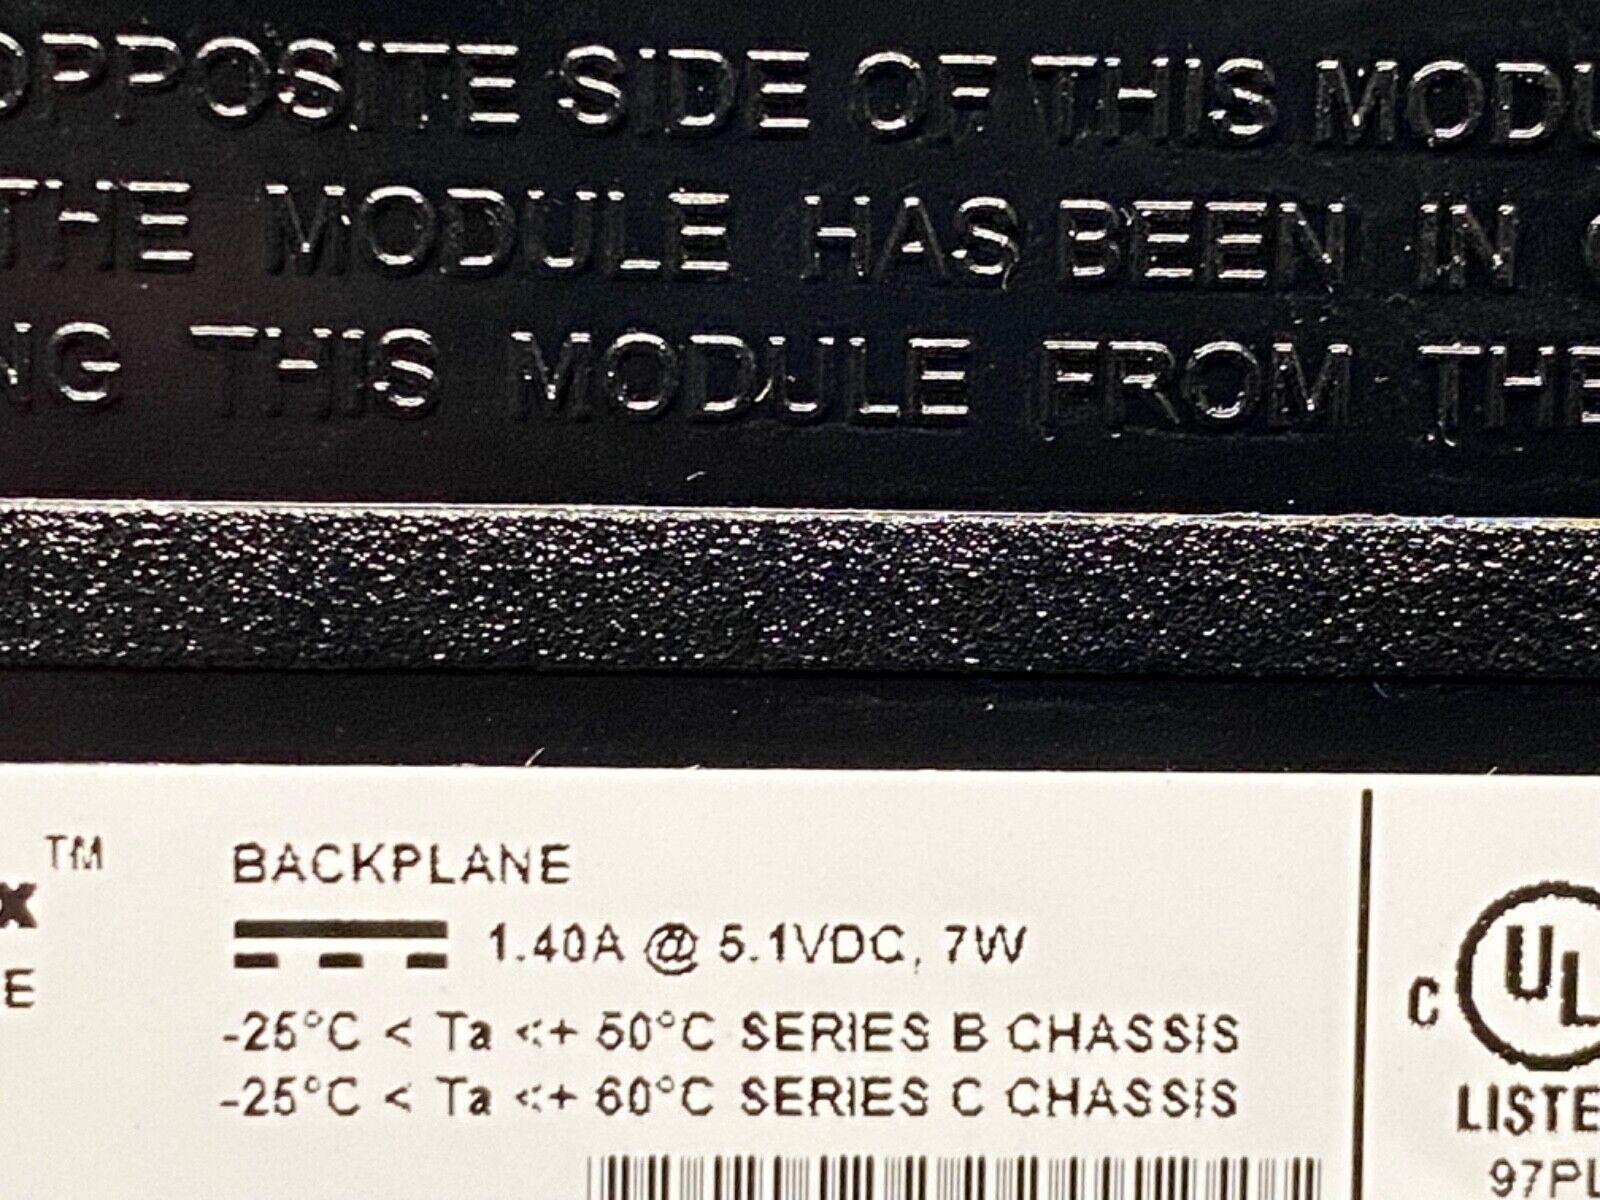 OPPOSITE SIDE OF THIS MODU
THE MODULE HAS BEEN IN
NG THIS MODULE FROM THE
x™
E
BACKPLANE
1.40A @ 5.1VDC, 7W
-25°C < Ta <+ 50°C SERIES B CHASSIS
-25°C < Ta <+ 60°C SERIES C CHASSIS
C UL
LISTE
97PL